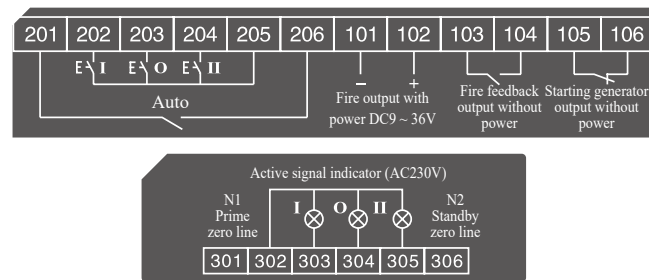 201 202 203 204 205 206 101 102 103 104 105 106
I O II
Auto
− +
Fire output with
power DC9 ~ 36V
Fire feedback
output without
power
Starting generator
output without
power
Active signal indicator (AC230V)
N1
Prime
zero line
I O II
N2
Standby
zero line
301 302 303 304 305 306